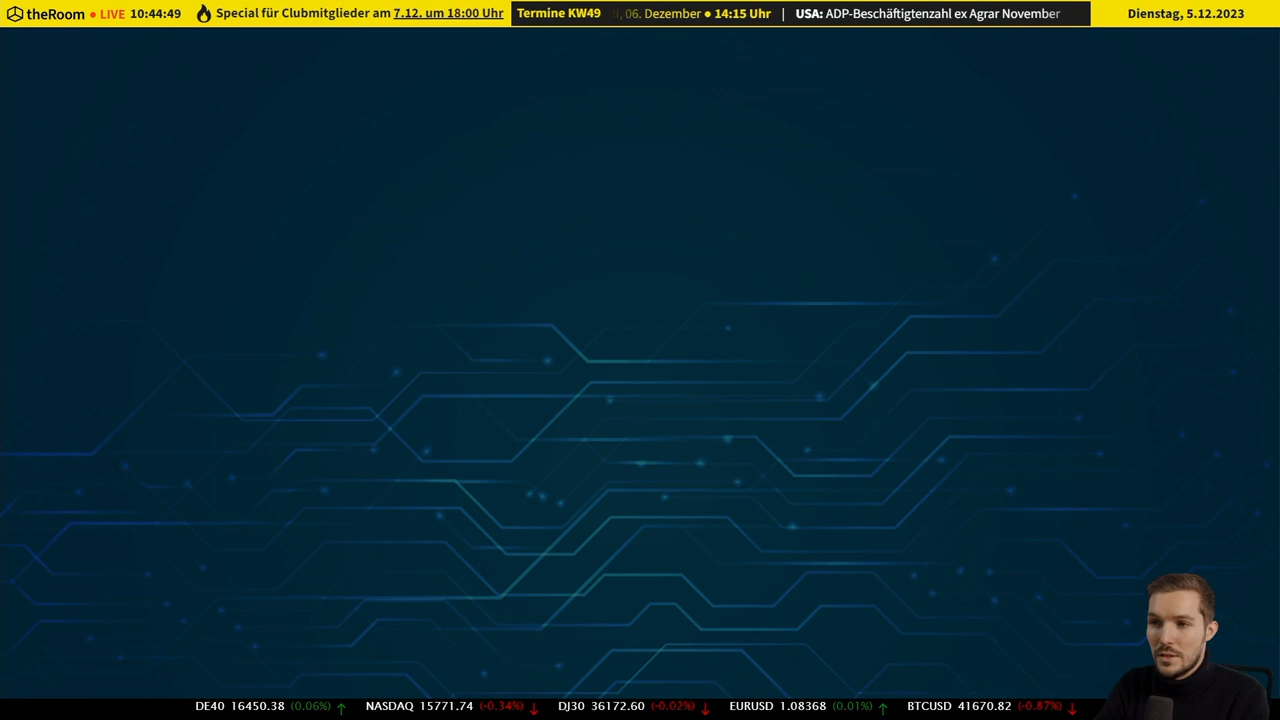 theRoom ● LIVE 10:44:49 Special für Clubmitglieder am 7.12. um 18:00 Uhr Termine KW49 06. Dezember ● 14:15 Uhr | USA: ADP-Beschäftigtenzahl ex Agrar November Dienstag, 5.12.2023
DE40 16450.38 (0.06%) ↑ NASDAQ 15771.74 (-0.34%) ↓ DJ30 36172.60 (-0.02%) ↓ EURUSD 1.08368 (0.01%) ↑ BTCUSD 41670.82 (-0.87%) ↓